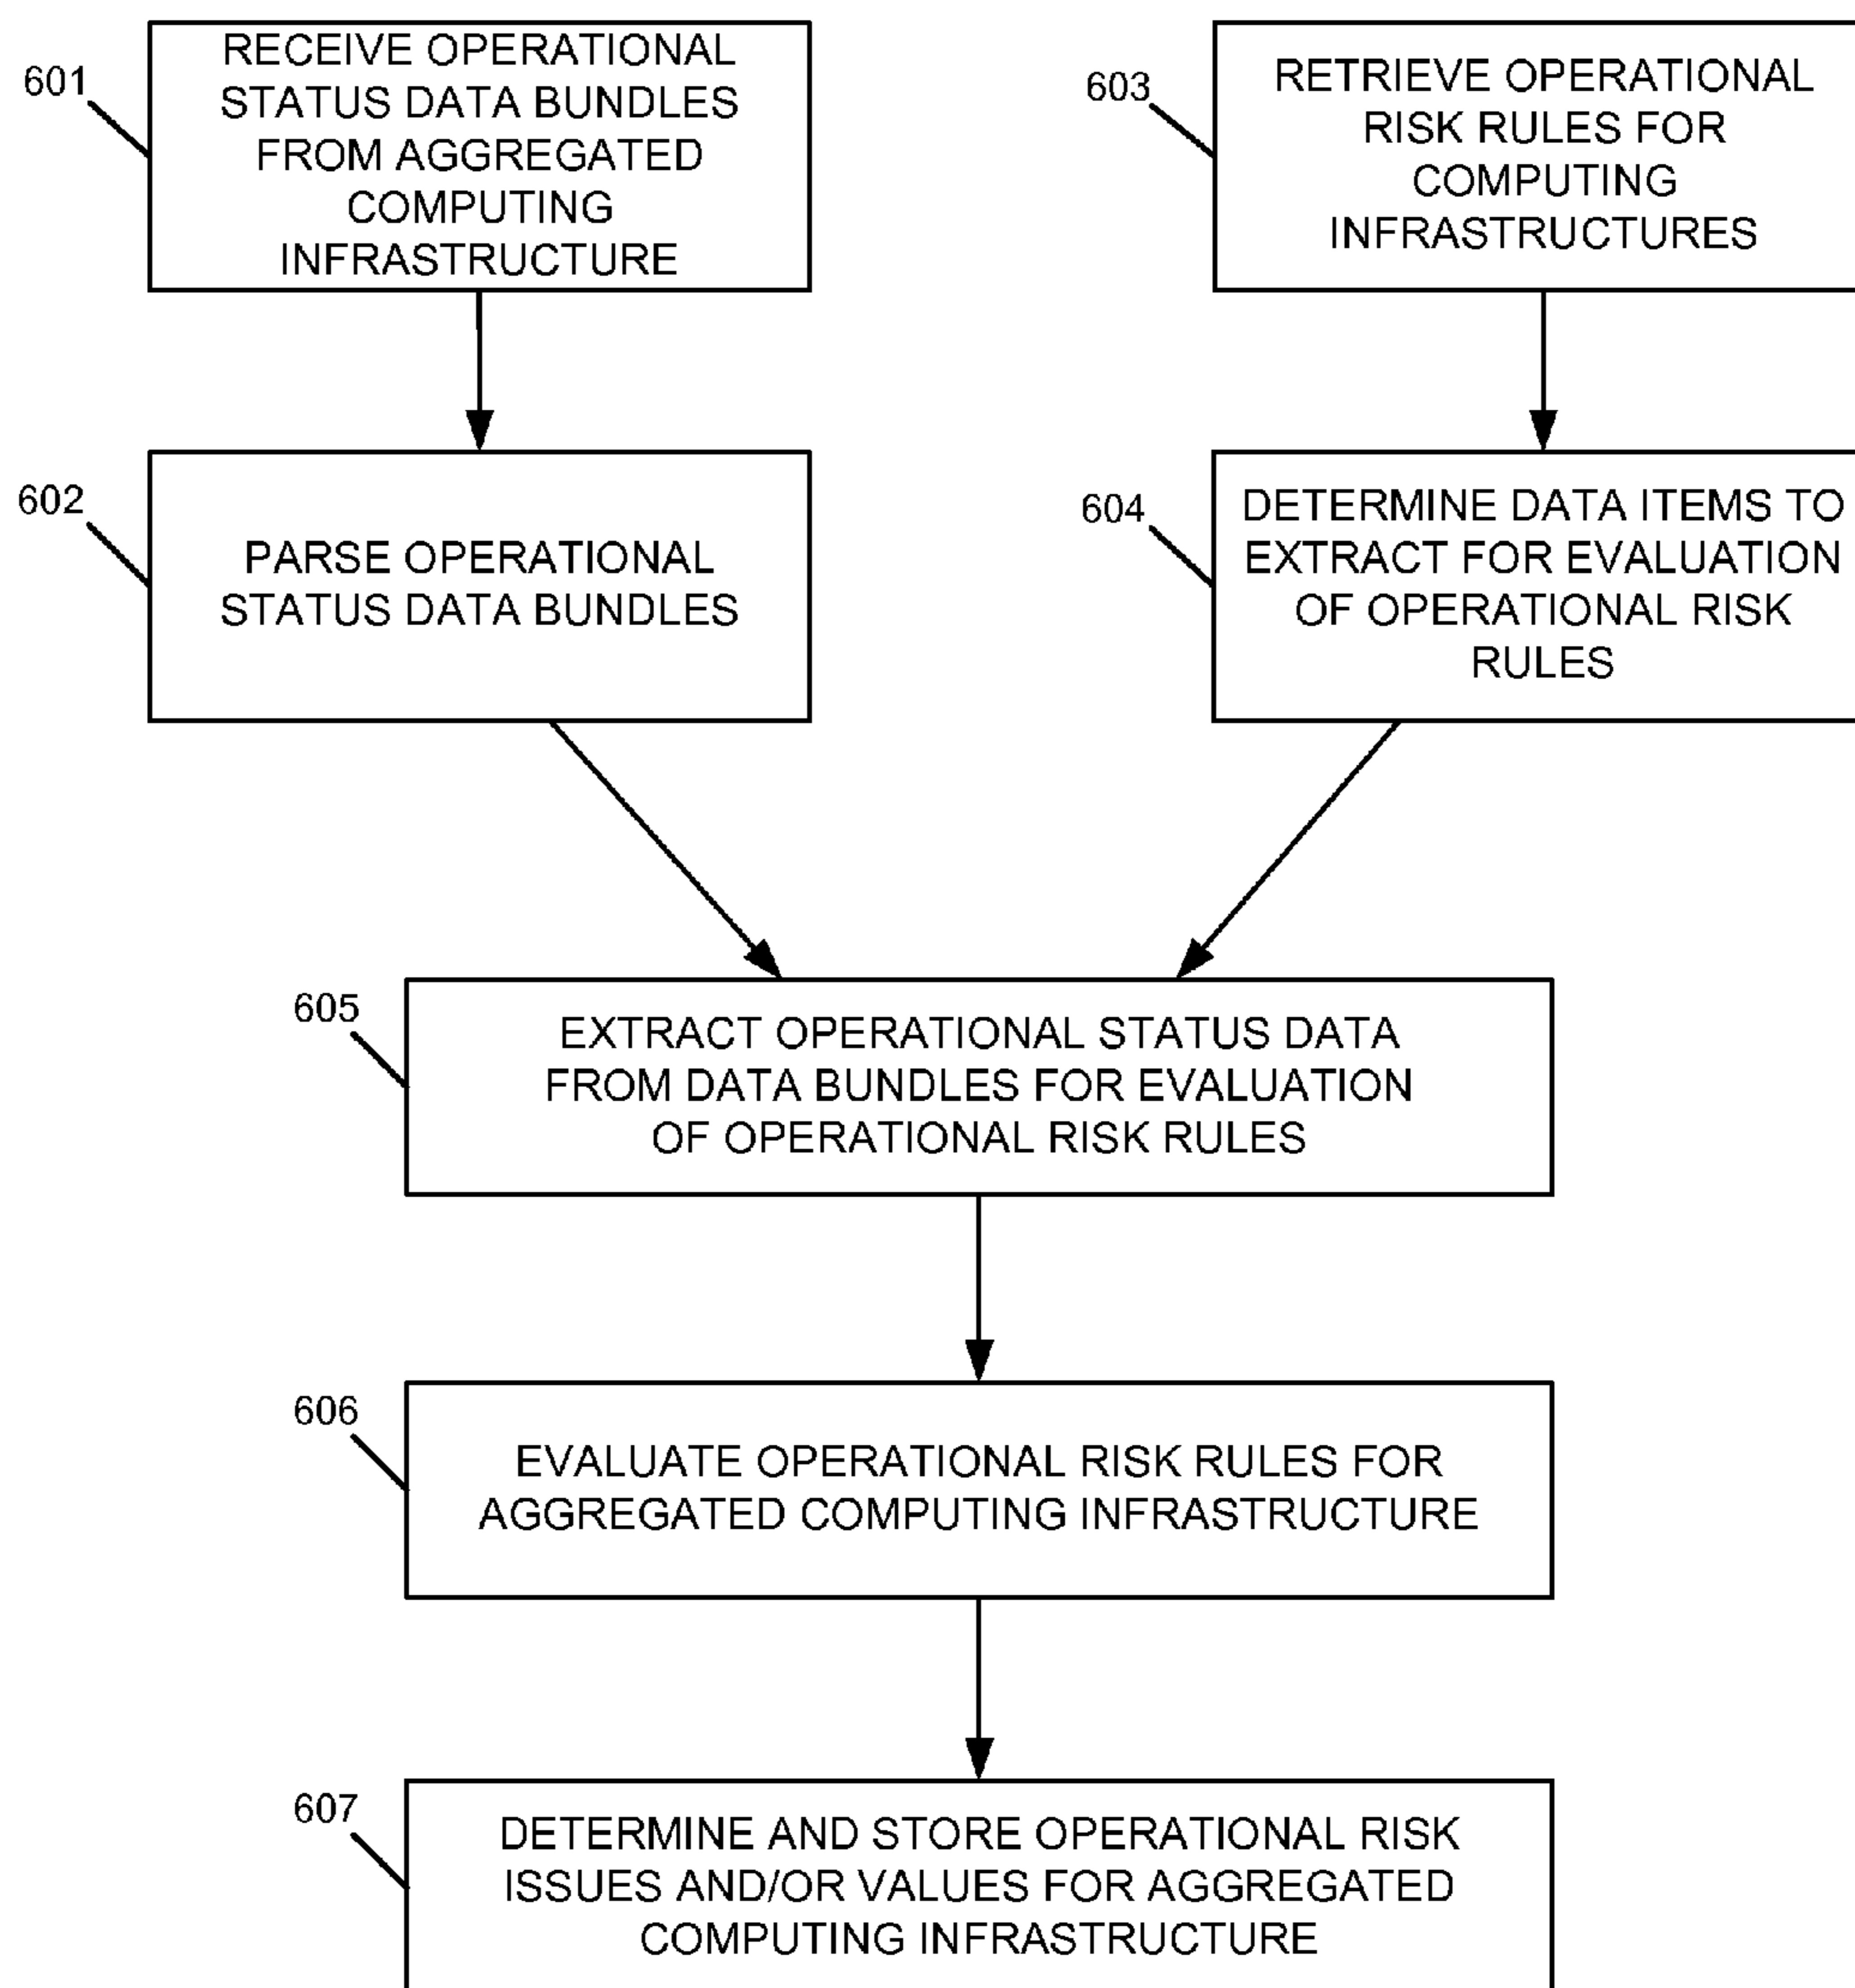 601
RECEIVE OPERATIONAL
STATUS DATA BUNDLES
FROM AGGREGATED
COMPUTING
INFRASTRUCTURE
603
RETRIEVE OPERATIONAL
RISK RULES FOR
COMPUTING
INFRASTRUCTURES
602
PARSE OPERATIONAL
STATUS DATA BUNDLES
604
DETERMINE DATA ITEMS TO
EXTRACT FOR EVALUATION
OF OPERATIONAL RISK
RULES
605
EXTRACT OPERATIONAL STATUS DATA
FROM DATA BUNDLES FOR EVALUATION
OF OPERATIONAL RISK RULES
606
EVALUATE OPERATIONAL RISK RULES FOR
AGGREGATED COMPUTING INFRASTRUCTURE
607
DETERMINE AND STORE OPERATIONAL RISK
ISSUES AND/OR VALUES FOR AGGREGATED
COMPUTING INFRASTRUCTURE